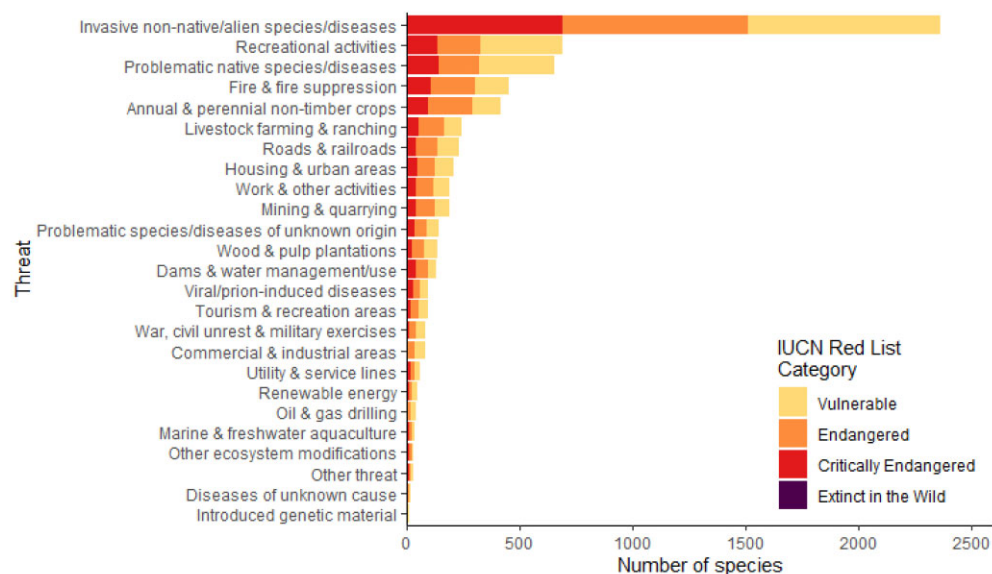 Invasive non-native/alien species/diseases
Recreational activities
Problematic native species/diseases
Fire & fire suppression
Annual & perennial non-timber crops
Livestock farming & ranching
Roads & railroads
Housing & urban areas
Work & other activities
Mining & quarrying
Problematic species/diseases of unknown origin
Wood & pulp plantations
Dams & water management/use
Viral/prion-induced diseases
Tourism & recreation areas
War, civil unrest & military exercises
Commercial & industrial areas
Utility & service lines
Renewable energy
Oil & gas drilling
Marine & freshwater aquaculture
Other ecosystem modifications
Other threat
Diseases of unknown cause
Introduced genetic material
Threat
IUCN Red List
Category
Vulnerable
Endangered
Critically Endangered
Extinct in the Wild
0 500 1000 1500 2000 2500
Number of species